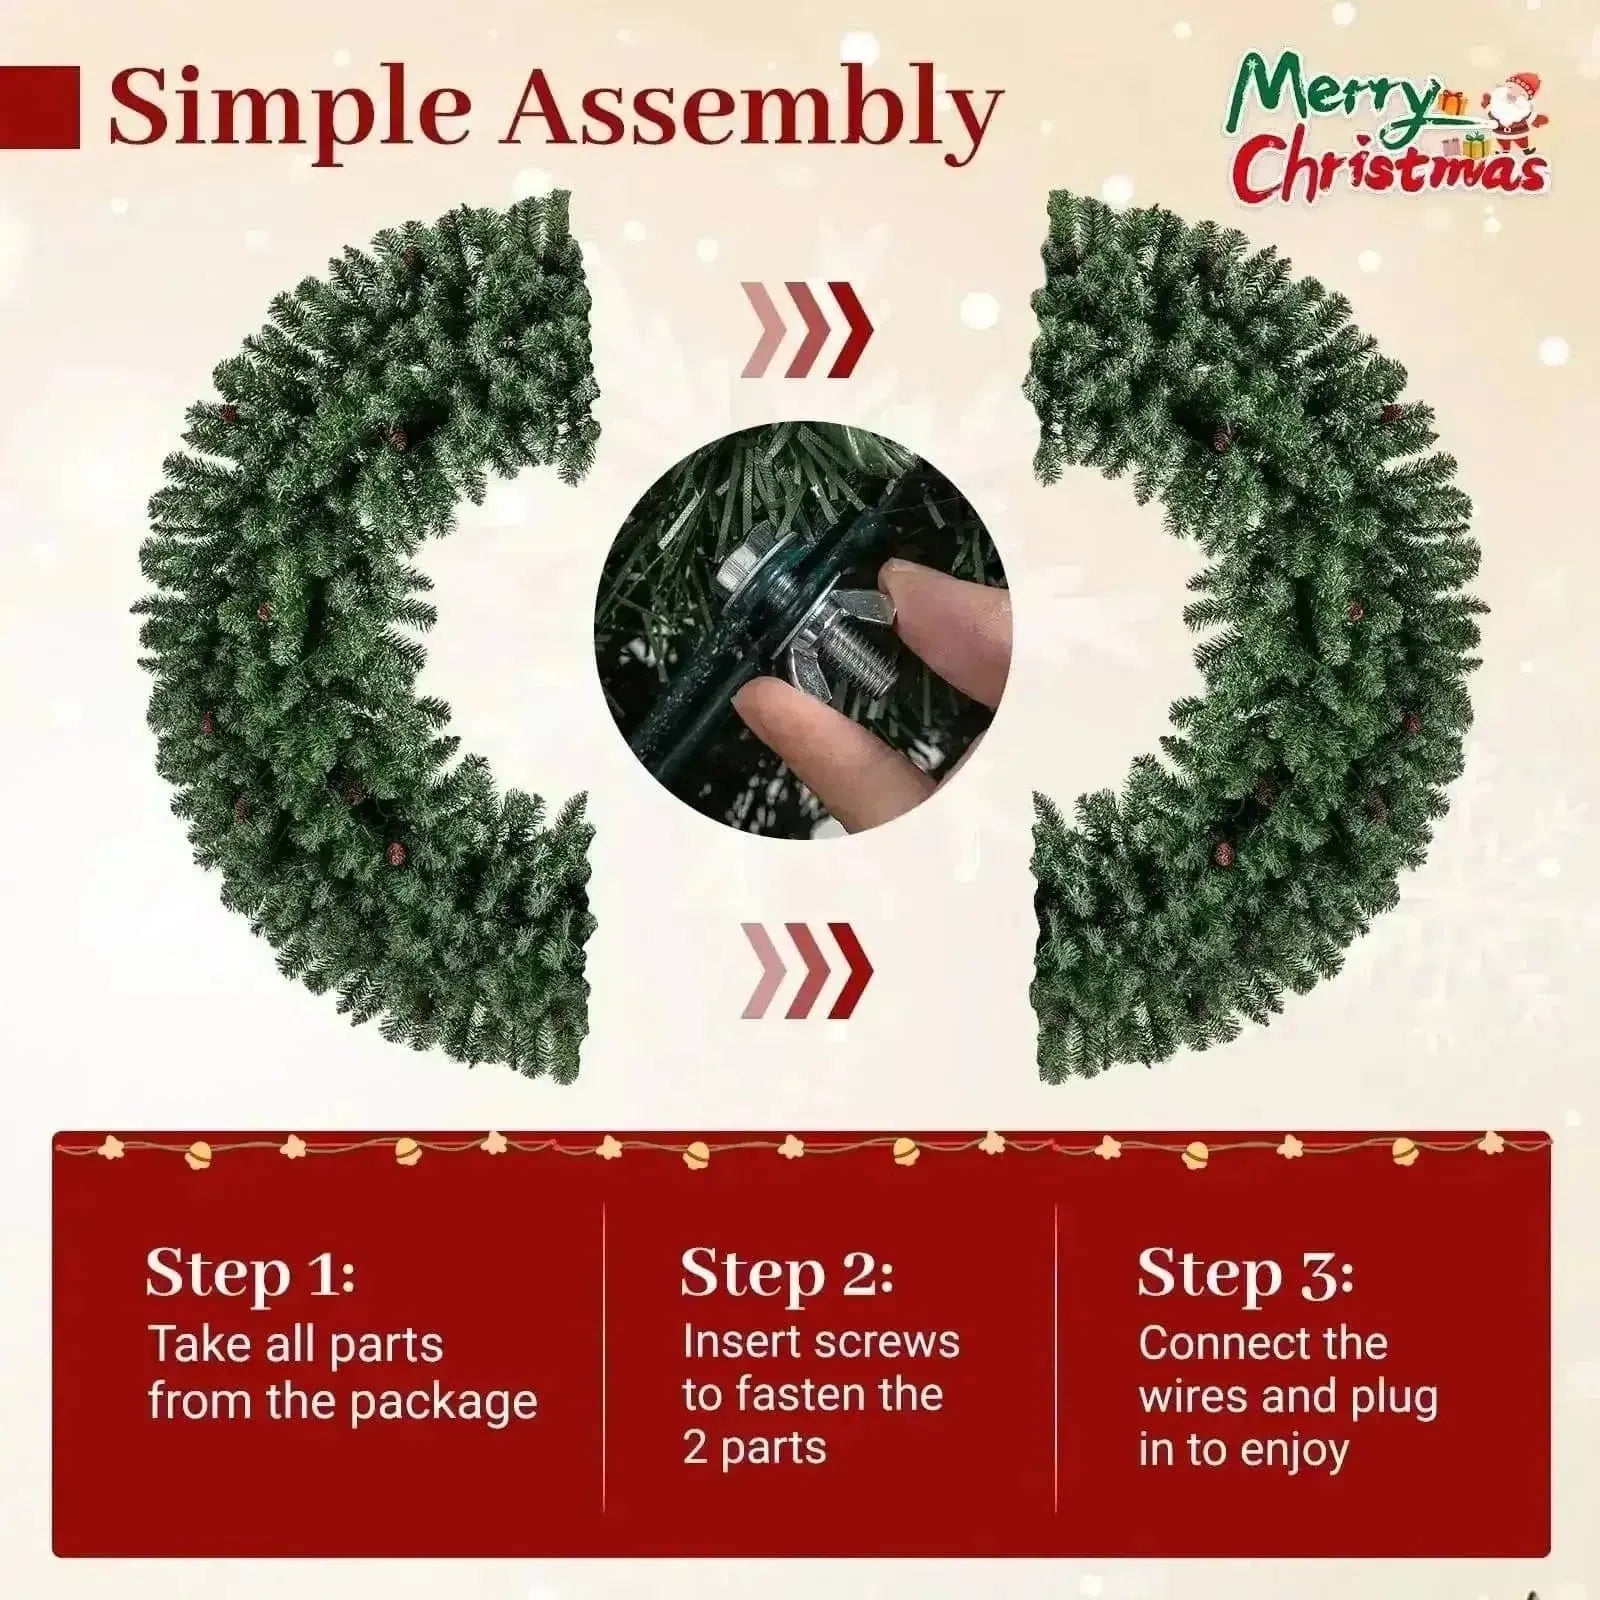 Simple Assembly
Merry
Christmas
Step 1:
Take all parts
from the package
Step 2:
Insert screws
to fasten the
2 parts
Step 3:
Connect the
wires and plug
in to enjoy